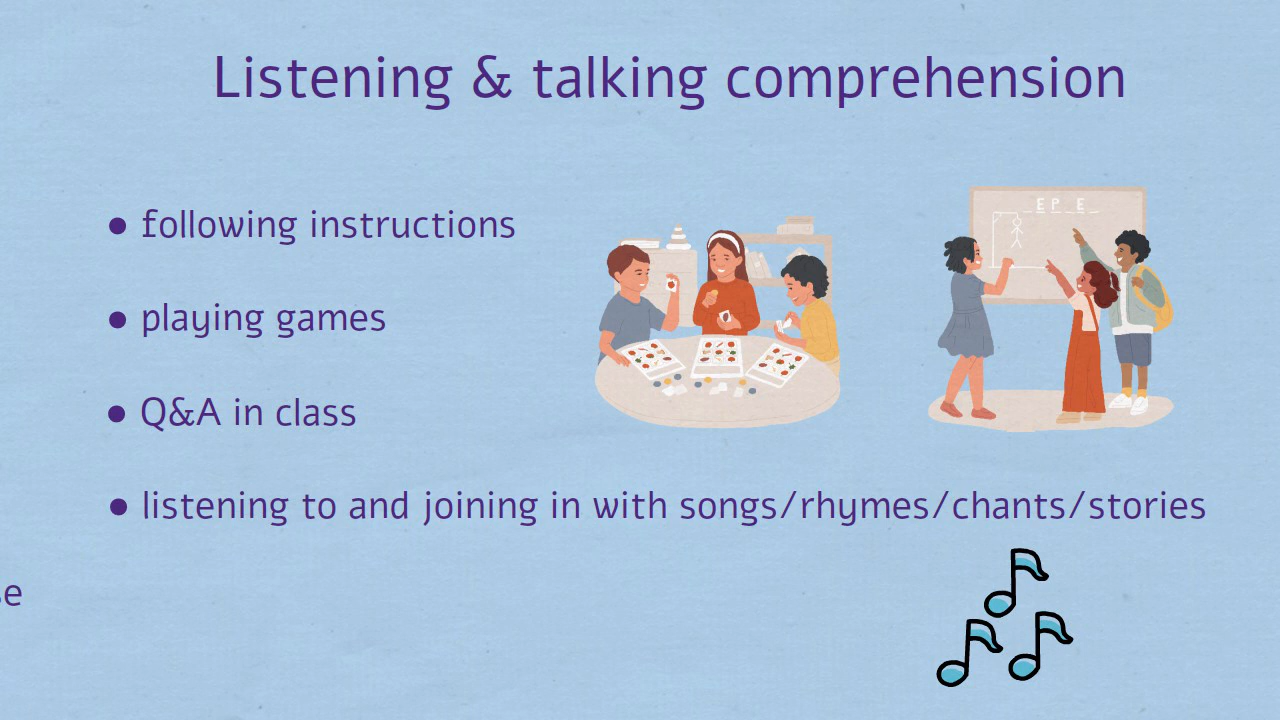 Listening & talking comprehension
E P E
• following instructions
• playing games
• Q&A in class
• listening to and joining in with songs/rhymes/chants/stories